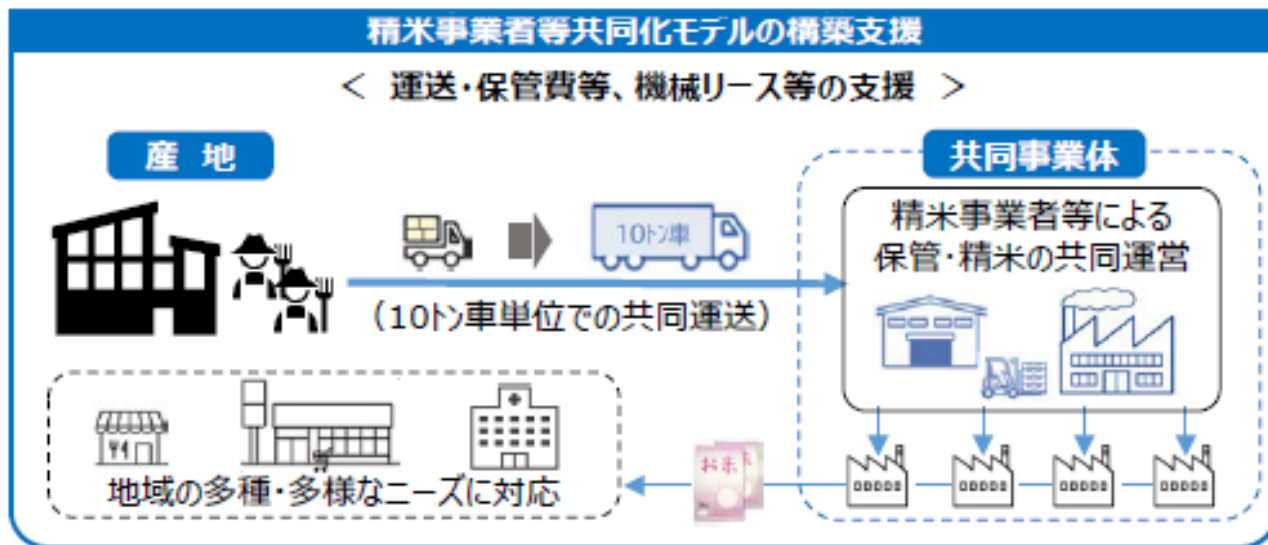 精米事業者等共同化モデルの構築支援
< 運送・保管費等、機械リース等の支援 >
産 地
共同事業体
10トン車
(10トン車単位での共同運送)
精米事業者等による
保管・精米の共同運営
お米
地域の多種・多様なニーズに対応